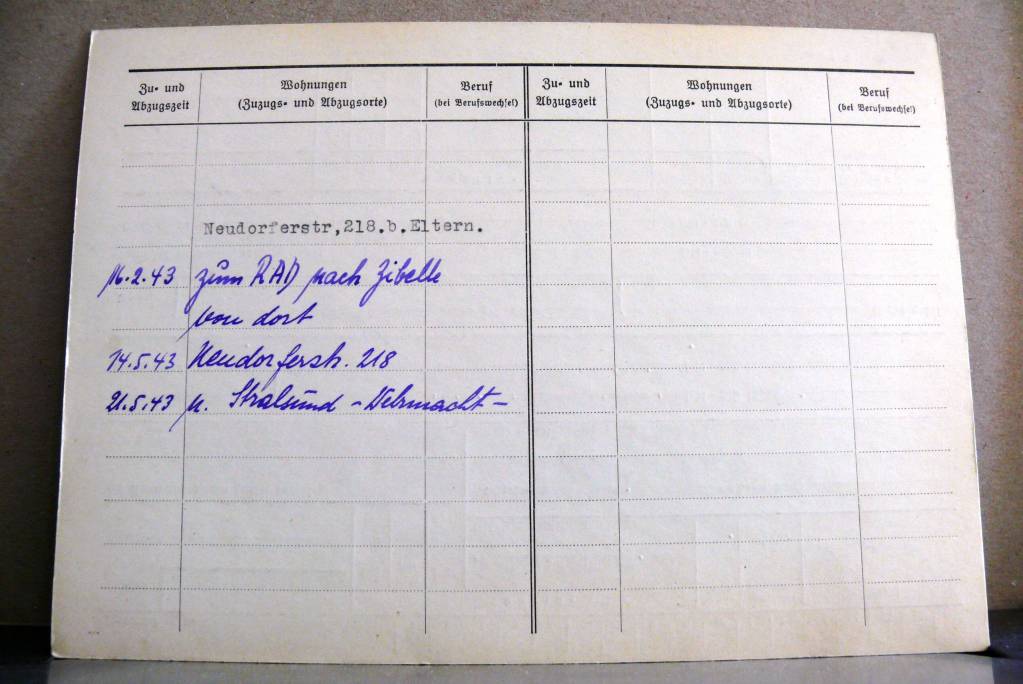 Zu- und Abzugszeit
Wohnungen
(Zuzugs- und Abzugsorte)
Beruf
(bei Berufswechsel)
Zu- und Abzugszeit
Wohnungen
(Zuzugs- und Abzugsorte)
Beruf
(bei Berufswechsel)
Neudorferstr,218.b.Eltern.
16.2.43 zum RAD nach Zibelle
von dort
14.5.43 Neudorferstr. 218
21.5.43 n. Stralsund - Wehrmacht -